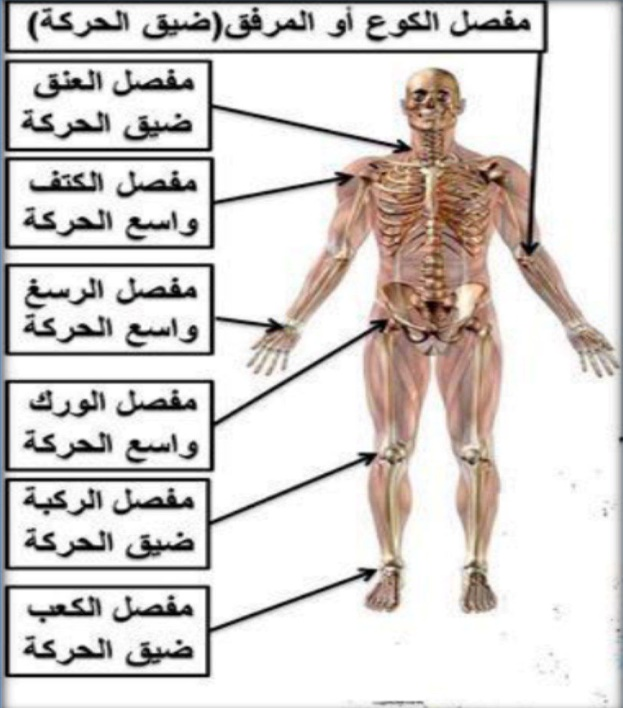 مفصل الكوع أو المرفق(ضيق الحركة)
مفصل العنق
ضيق الحركة
مفصل الكتف
واسع الحركة
مفصل الرسغ
واسع الحركة
مفصل الورك
واسع الحركة
مفصل الركبة
ضيق الحركة
مفصل الكعب
ضيق الحركة